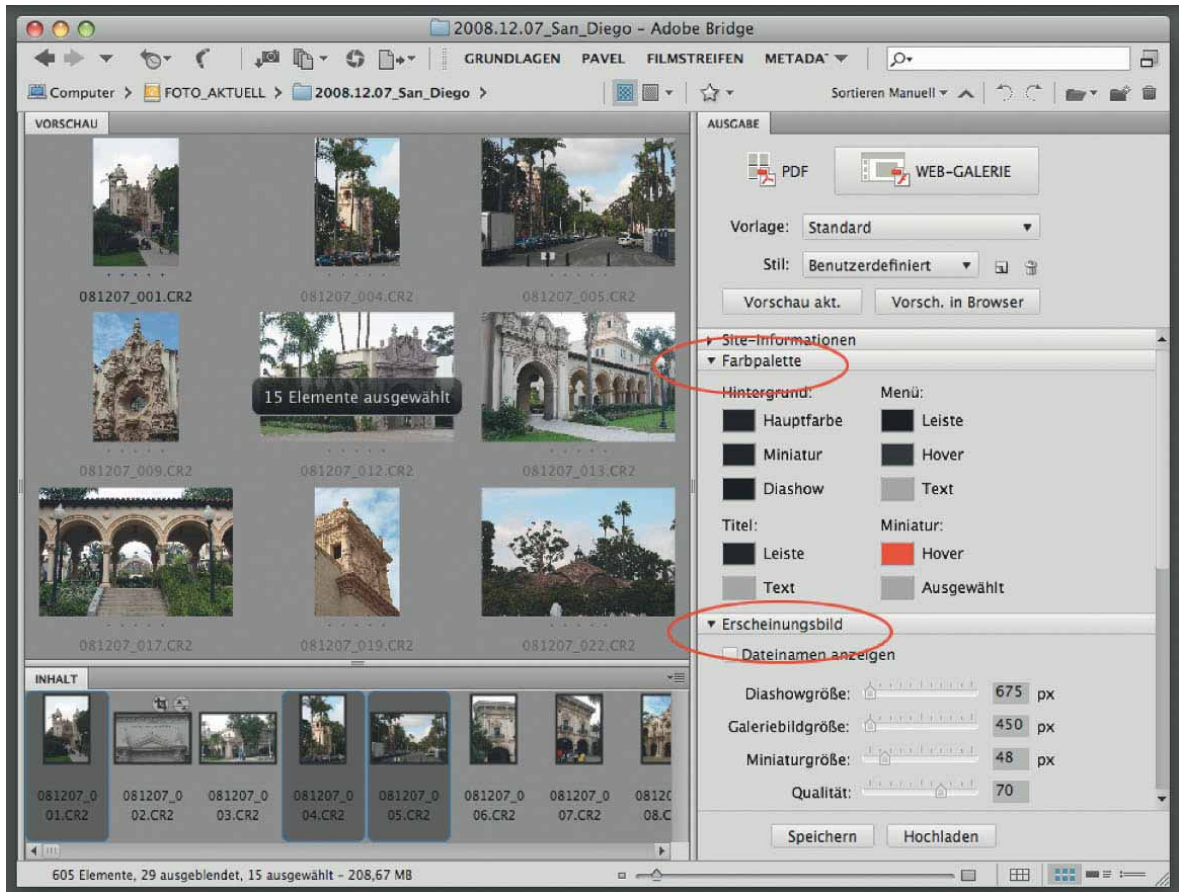 2008.12.07_San_Diego – Adobe Bridge
GRUNDLAGEN PAVEL FILMSTREIFEN METADA
Computer > FOTO_AKTUELL > 2008.12.07_San_Diego >
Sortieren Manuell
VORSCHAU
081207_001.CR2 081207_004.CR2 081207_005.CR2
15 Elemente ausgewählt
081207_009.CR2 081207_012.CR2 081207_013.CR2
081207_017.CR2 081207_019.CR2 081207_022.CR2
INHALT
081207_0 081207_0 081207_0 081207_0 081207_0 081207_0 081207_0 0812C
01.CR2 02.CR2 03.CR2 04.CR2 05.CR2 06.CR2 07.CR2 08.C
605 Elemente, 29 ausgeblendet, 15 ausgewählt – 208,67 MB
AUSGABE
PDF WEB-GALERIE
Vorlage: Standard
Stil: Benutzerdefiniert
Vorschau akt. Vorsch. in Browser
Site-Informationen
Farbpalette
Hintergrund: Menü:
Hauptfarbe Leiste
Miniatur Hover
Diashow Text
Titel: Miniatur:
Leiste Hover
Text Ausgewählt
Erscheinungsbild
Dateinamen anzeigen
Diashowgröße: 675 px
Galeriebildgröße: 450 px
Miniaturgröße: 48 px
Qualität: 70
Speichern Hochladen